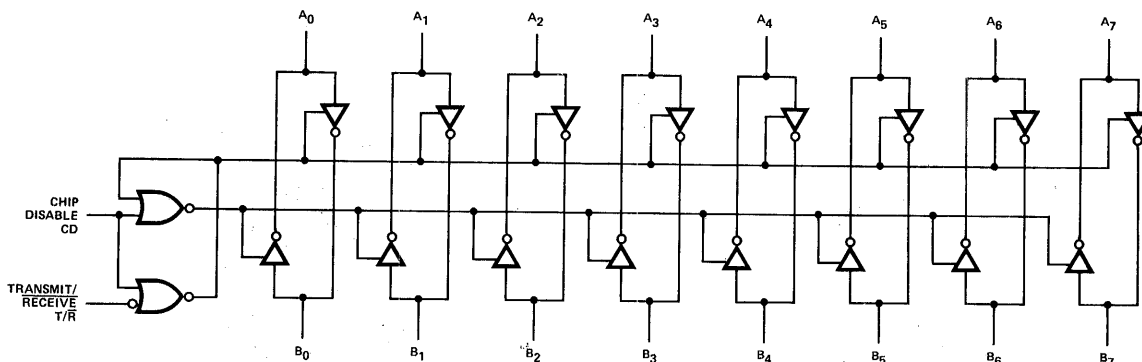 A0 A1 A2 A3 A4 A5 A6 A7
CHIP
DISABLE
CD
TRANSMIT/
RECEIVE
T/R̅
B0 B1 B2 B3 B4 B5 B6 B7